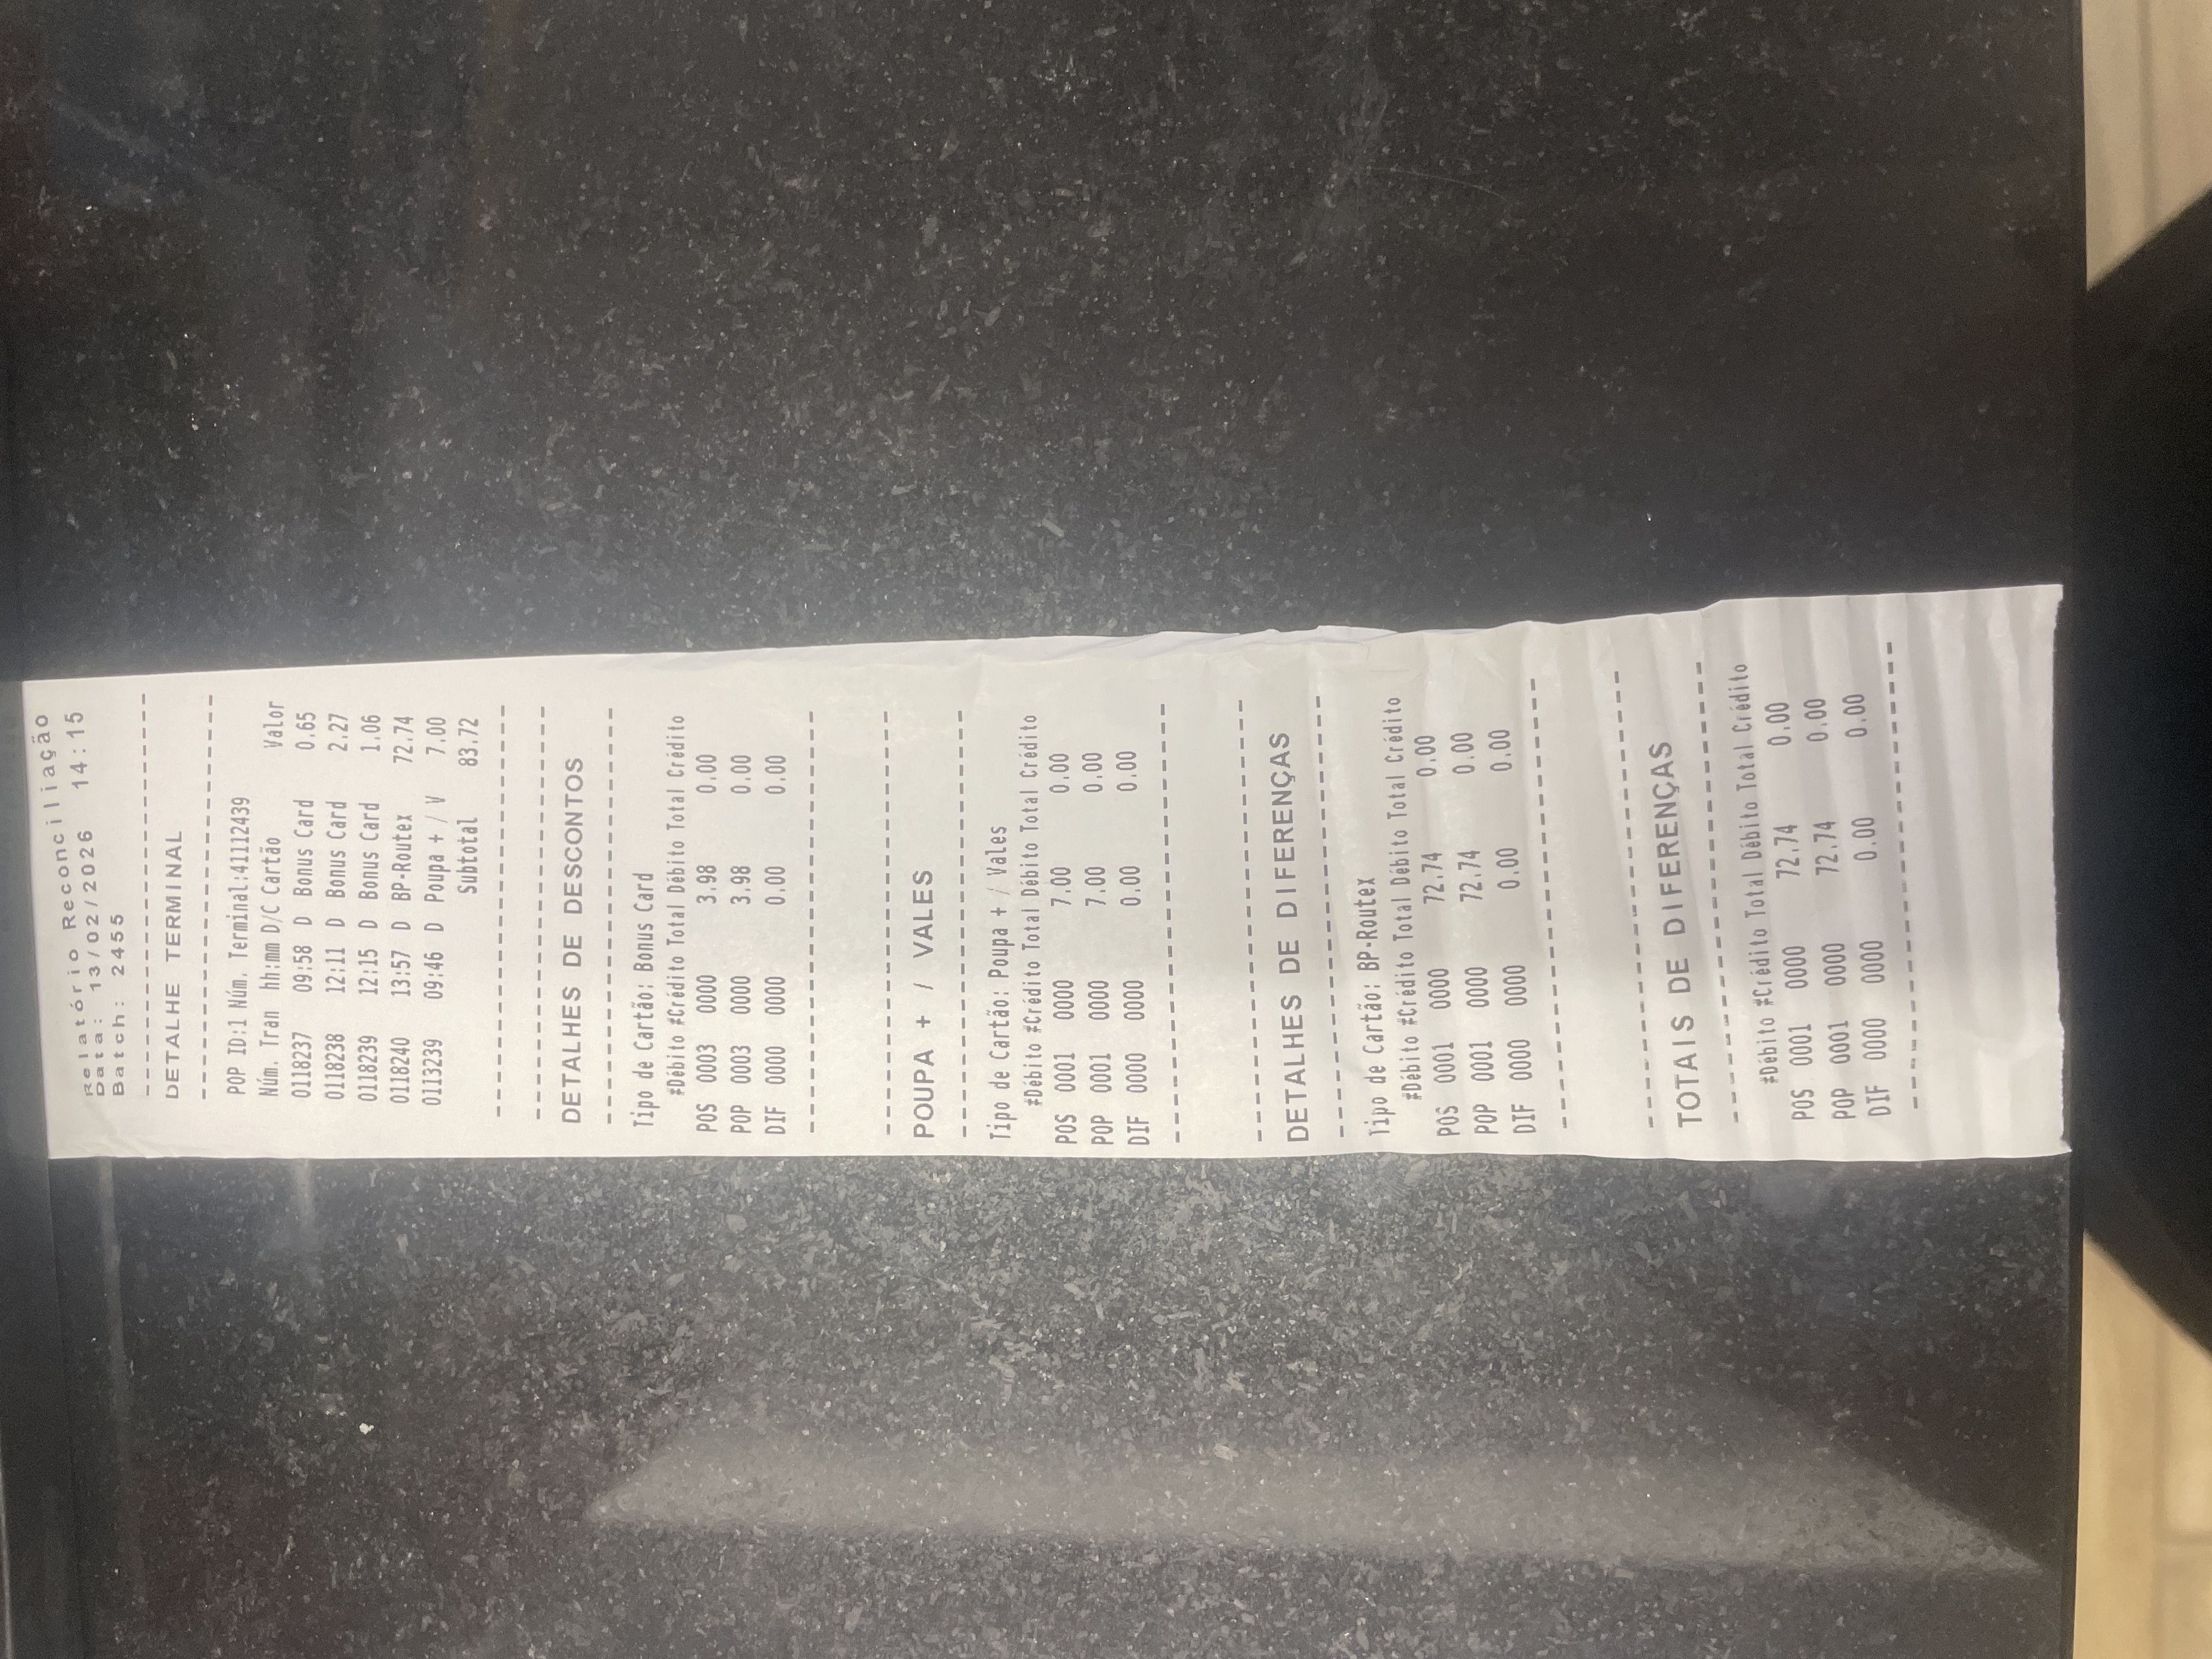 Relatório Reconciliação
Data: 13/02/2026 14:15
Batch: 2455
------------------------------
DETALHE TERMINAL
------------------------------
POP ID:1 Núm. Terminal:41112439
Núm. Tran hh:mm D/C Cartão Valor
0118237 09:58 D Bonus Card 0.65
0118238 12:11 D Bonus Card 2.27
0118239 12:15 D Bonus Card 1.06
0118240 13:57 D BP-Routex 72.74
0113239 09:46 D Poupa + / V 7.00
Subtotal 83.72
------------------------------
------------------------------
DETALHES DE DESCONTOS
------------------------------
Tipo de Cartão: Bonus Card
#Débito #Crédito Total Débito Total Crédito
POS 0003 0000 3.98 0.00
POP 0003 0000 3.98 0.00
DIF 0000 0000 0.00 0.00
------------------------------
------------------------------
POUPA + / VALES
------------------------------
Tipo de Cartão: Poupa + / Vales
#Débito #Crédito Total Débito Total Crédito
POS 0001 0000 7.00 0.00
POP 0001 0000 7.00 0.00
DIF 0000 0000 0.00 0.00
------------------------------
------------------------------
DETALHES DE DIFERENÇAS
------------------------------
Tipo de Cartão: BP-Routex
#Débito #Crédito Total Débito Total Crédito
POS 0001 0000 72.74 0.00
POP 0001 0000 72.74 0.00
DIF 0000 0000 0.00 0.00
------------------------------
------------------------------
TOTAIS DE DIFERENÇAS
------------------------------
#Débito #Crédito Total Débito Total Crédito
POS 0001 0000 72.74 0.00
POP 0001 0000 72.74 0.00
DIF 0000 0000 0.00 0.00
------------------------------